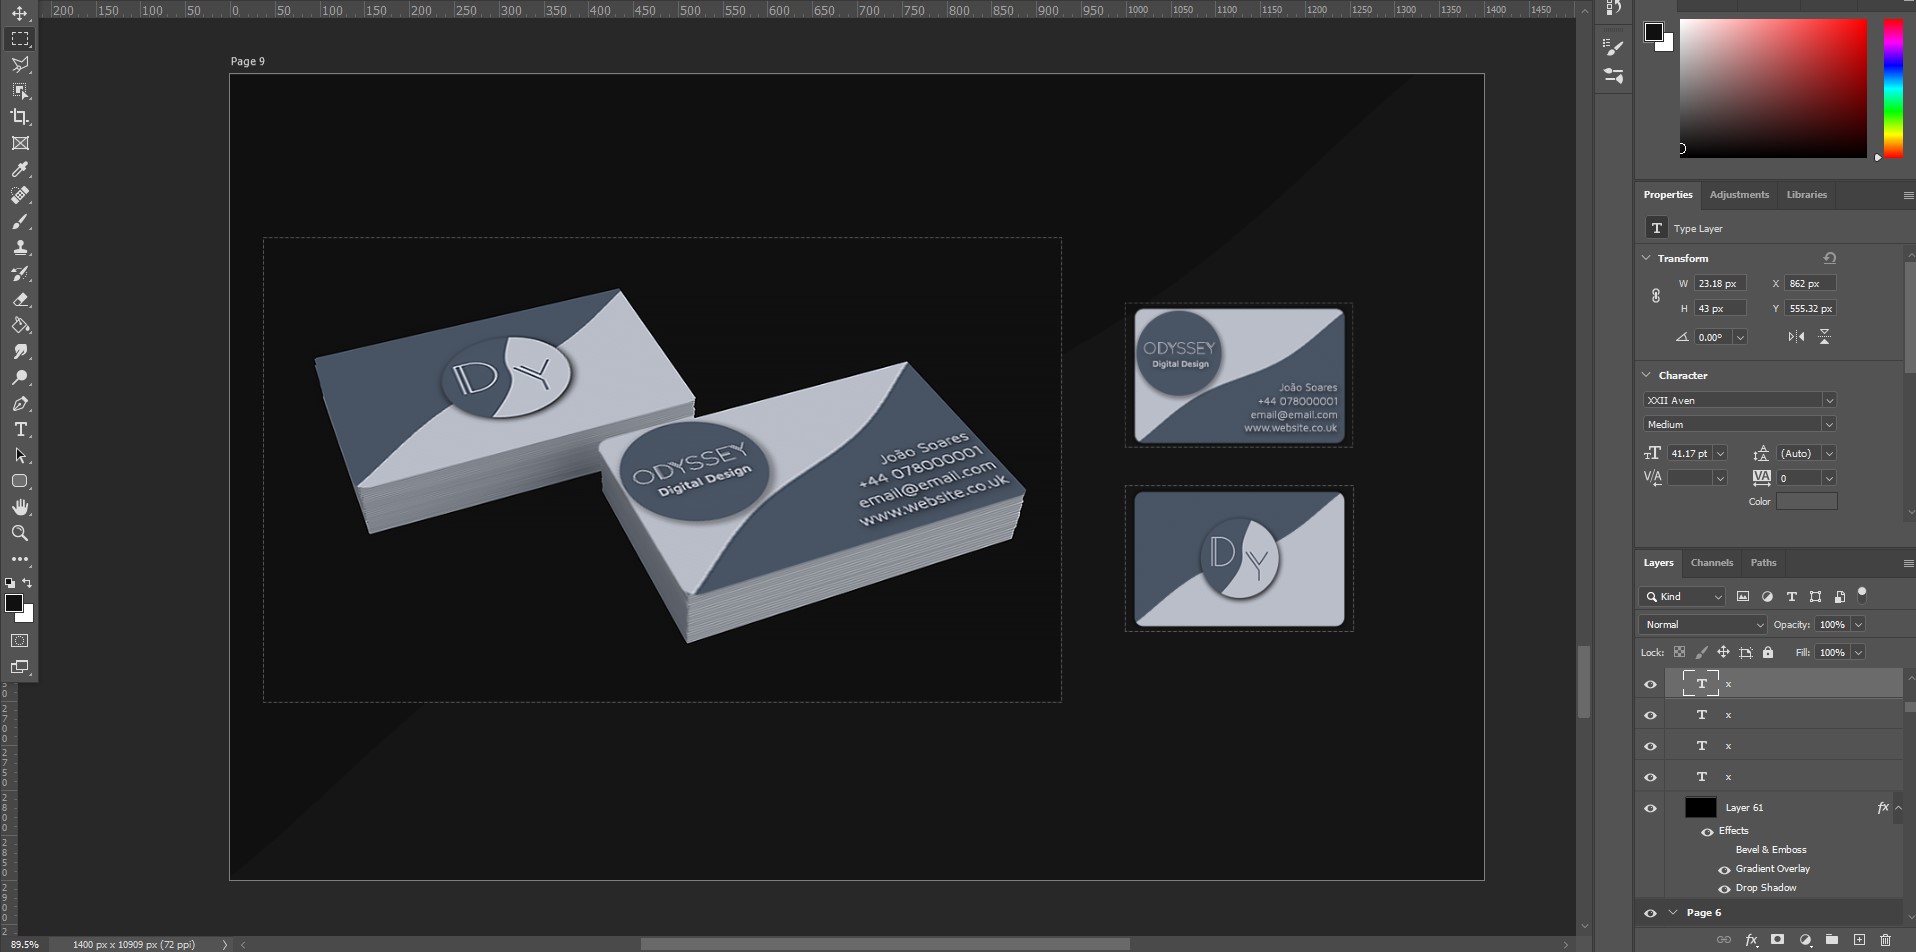 200 150 100 50 0 50 100 150 200 250 300 350 400 450 500 550 600 650 700 750 800 850 900 950 1000 1050 1100 1150 1200 1250 1300 1350 1400 1450
Page 9
D Y
ODYSSEY
Digital Design
João Soares
+44 078000001
email@email.com
www.website.co.uk
ODYSSEY
Digital Design
João Soares
+44 078000001
email@email.com
www.website.co.uk
D Y
Properties Adjustments Libraries
T Type Layer
Transform
W 23.18 px X 862 px
H 43 px Y 555.32 px
0.00°
Character
XXII Aven
Medium
41.17 pt (Auto)
0
Color
Layers Channels Paths
Kind
Normal Opacity: 100%
Lock: Fill: 100%
T x
T x
T x
T x
Layer 61 fx
Effects
Bevel & Emboss
Gradient Overlay
Drop Shadow
Page 6
89.5% 1400 px x 10909 px (72 ppi)